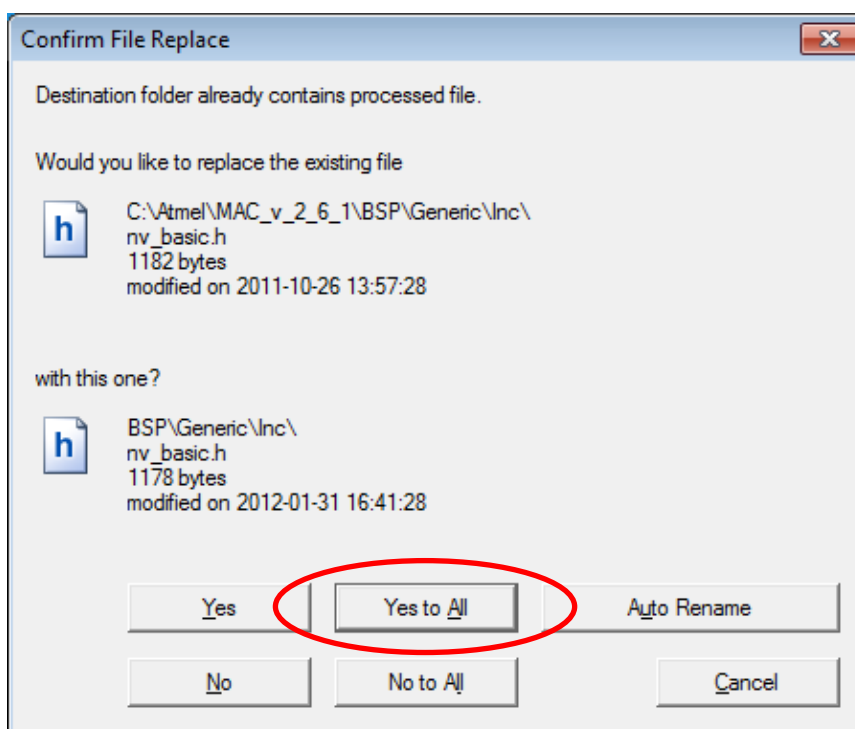 Confirm File Replace
Destination folder already contains processed file.
Would you like to replace the existing file
h
C:\Atmel\MAC_v_2_6_1\BSP\Generic\Inc\
nv_basic.h
1182 bytes
modified on 2011-10-26 13:57:28
with this one?
h
BSP\Generic\Inc\
nv_basic.h
1178 bytes
modified on 2012-01-31 16:41:28
Yes Yes to All Auto Rename
No No to All Cancel